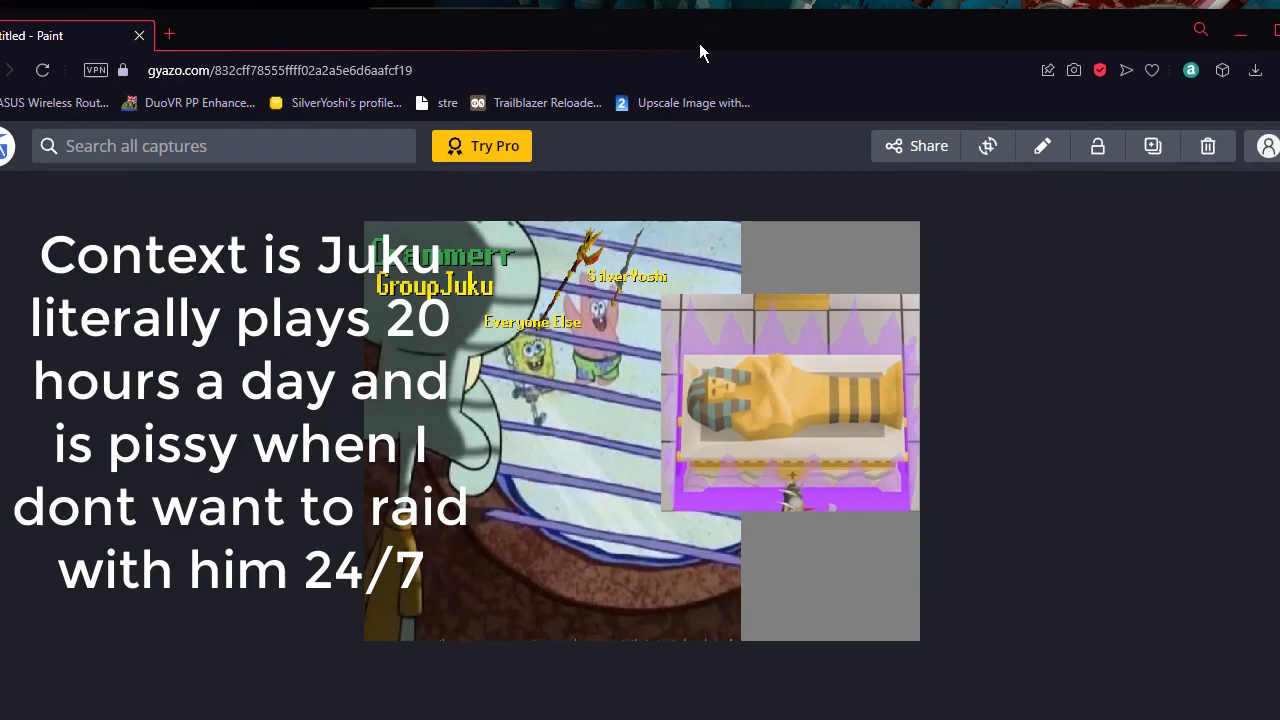 titled - Paint
VPN
gyazo.com/832cff78555ffff02a2a5e6d6aafcf19
ASUS Wireless Rout...
DuoVR PP Enhance...
SilverYoshi's profile...
stre
Trailblazer Reloade...
Upscale Image with...
Search all captures
Try Pro
Share
Context is Juku
literally plays 20
hours a day and
is pissy when I
dont want to raid
with him 24/7
GroupJuku
SilverYoshi
Everyone Else